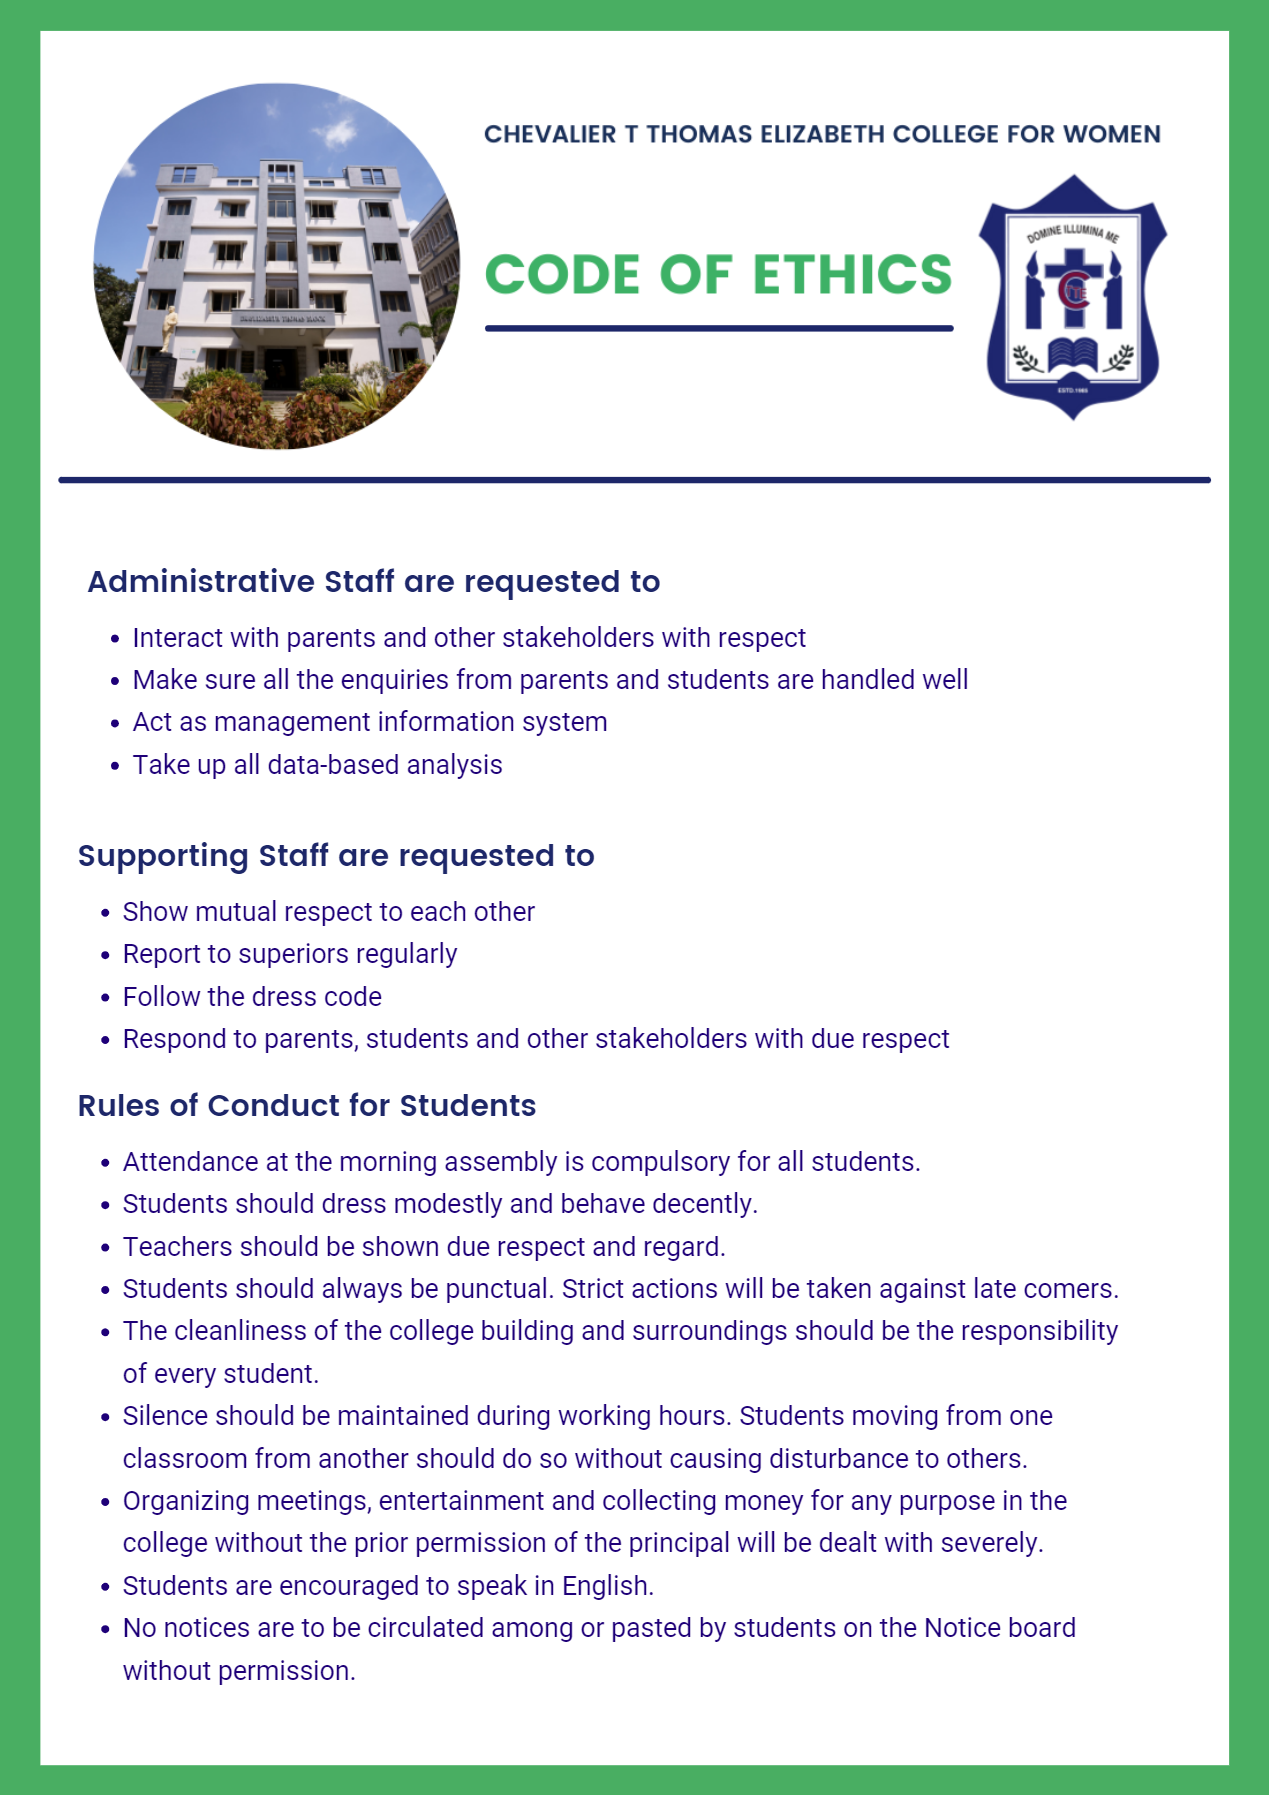 CHEVALIER T THOMAS ELIZABETH COLLEGE FOR WOMEN
CODE OF ETHICS
DOMINE ILLUMINA ME
ESTD.1985
Administrative Staff are requested to
• Interact with parents and other stakeholders with respect
• Make sure all the enquiries from parents and students are handled well
• Act as management information system
• Take up all data-based analysis
Supporting Staff are requested to
• Show mutual respect to each other
• Report to superiors regularly
• Follow the dress code
• Respond to parents, students and other stakeholders with due respect
Rules of Conduct for Students
• Attendance at the morning assembly is compulsory for all students.
• Students should dress modestly and behave decently.
• Teachers should be shown due respect and regard.
• Students should always be punctual. Strict actions will be taken against late comers.
• The cleanliness of the college building and surroundings should be the responsibility
of every student.
• Silence should be maintained during working hours. Students moving from one
classroom from another should do so without causing disturbance to others.
• Organizing meetings, entertainment and collecting money for any purpose in the
college without the prior permission of the principal will be dealt with severely.
• Students are encouraged to speak in English.
• No notices are to be circulated among or pasted by students on the Notice board
without permission.